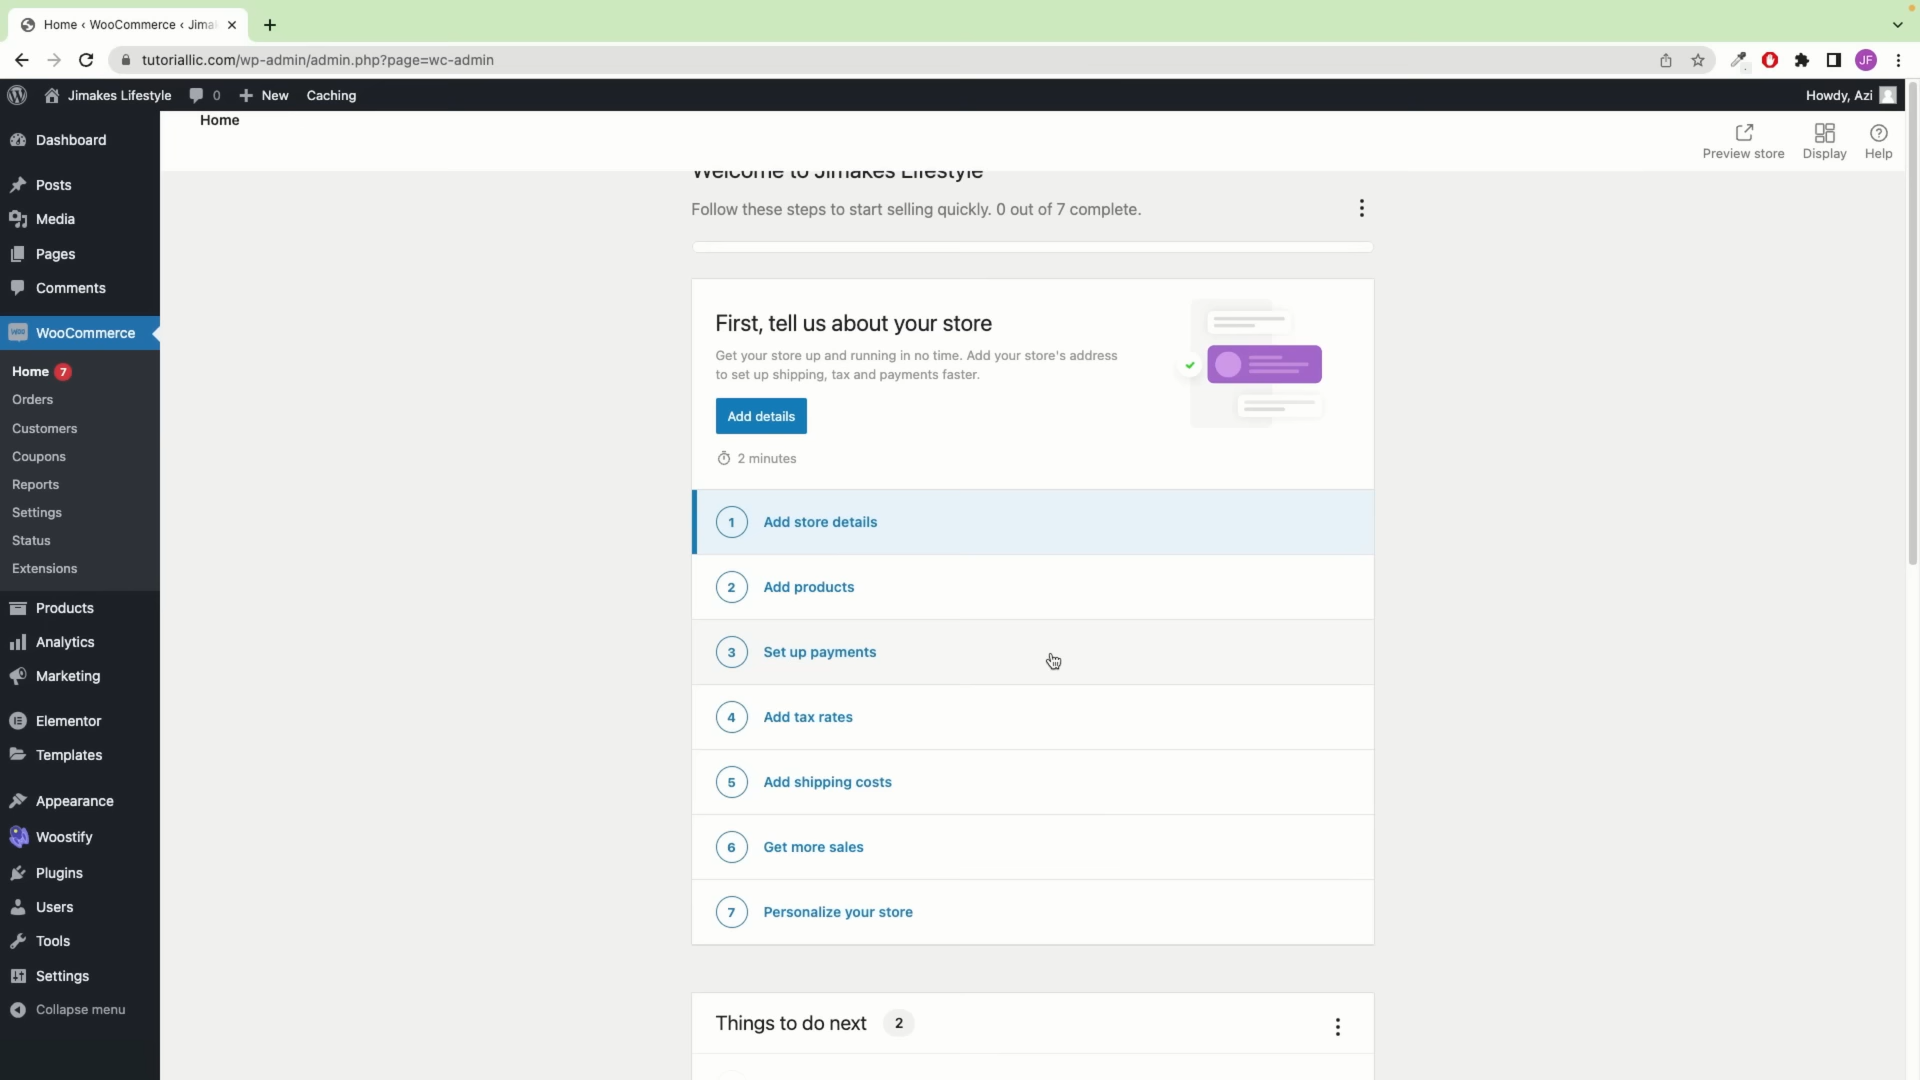 Home ‹ WooCommerce ‹ Jima
tutoriallic.com/wp-admin/admin.php?page=wc-admin
JF
Jimakes Lifestyle
0
New
Caching
Howdy, Azi
Dashboard
Posts
Media
Pages
Comments
WooCommerce
Home 7
Orders
Customers
Coupons
Reports
Settings
Status
Extensions
Products
Analytics
Marketing
Elementor
Templates
Appearance
Woostify
Plugins
Users
Tools
Settings
Collapse menu
Home
Preview store
Display
Help
Welcome to Jimakes Lifestyle
Follow these steps to start selling quickly. 0 out of 7 complete.
First, tell us about your store
Get your store up and running in no time. Add your store's address
to set up shipping, tax and payments faster.
Add details
2 minutes
1 Add store details
2 Add products
3 Set up payments
4 Add tax rates
5 Add shipping costs
6 Get more sales
7 Personalize your store
Things to do next 2